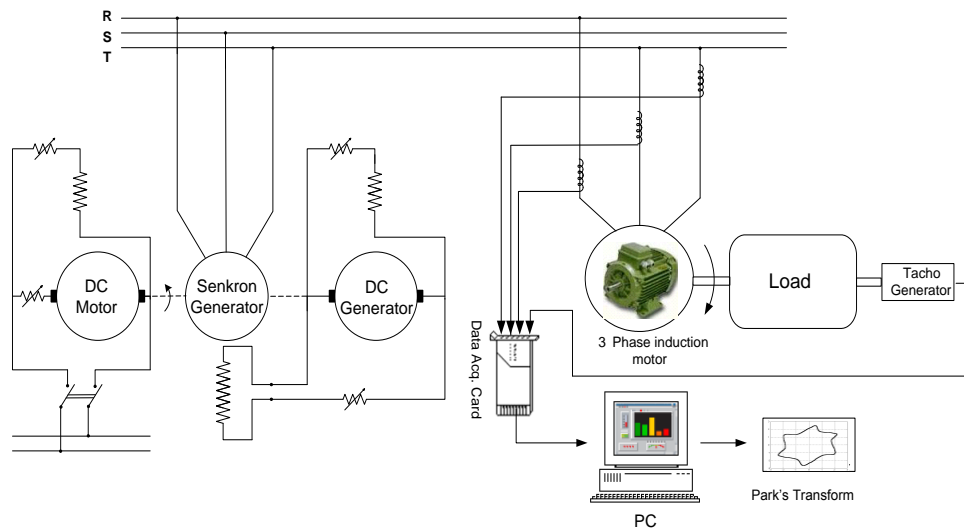 R
S
T
DC
Motor
Senkron
Generator
DC
Generator
3 Phase induction
motor
Load
Tacho
Generator
Data Acq. Card
PC
Park's Transform